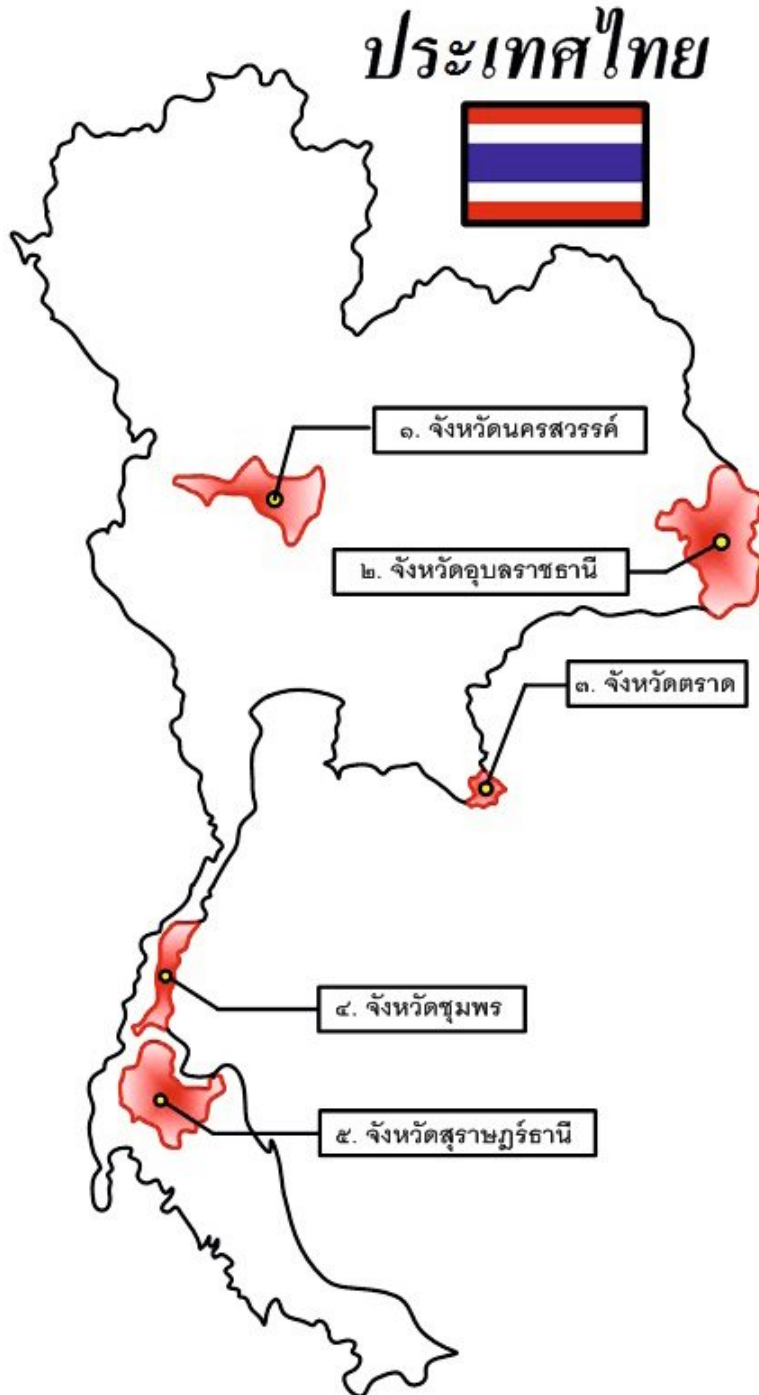 ประเทศไทย
๑. จังหวัดนครสวรรค์
๒. จังหวัดอุบลราชธานี
๓. จังหวัดตราด
๔. จังหวัดชุมพร
๕. จังหวัดสุราษฎร์ธานี